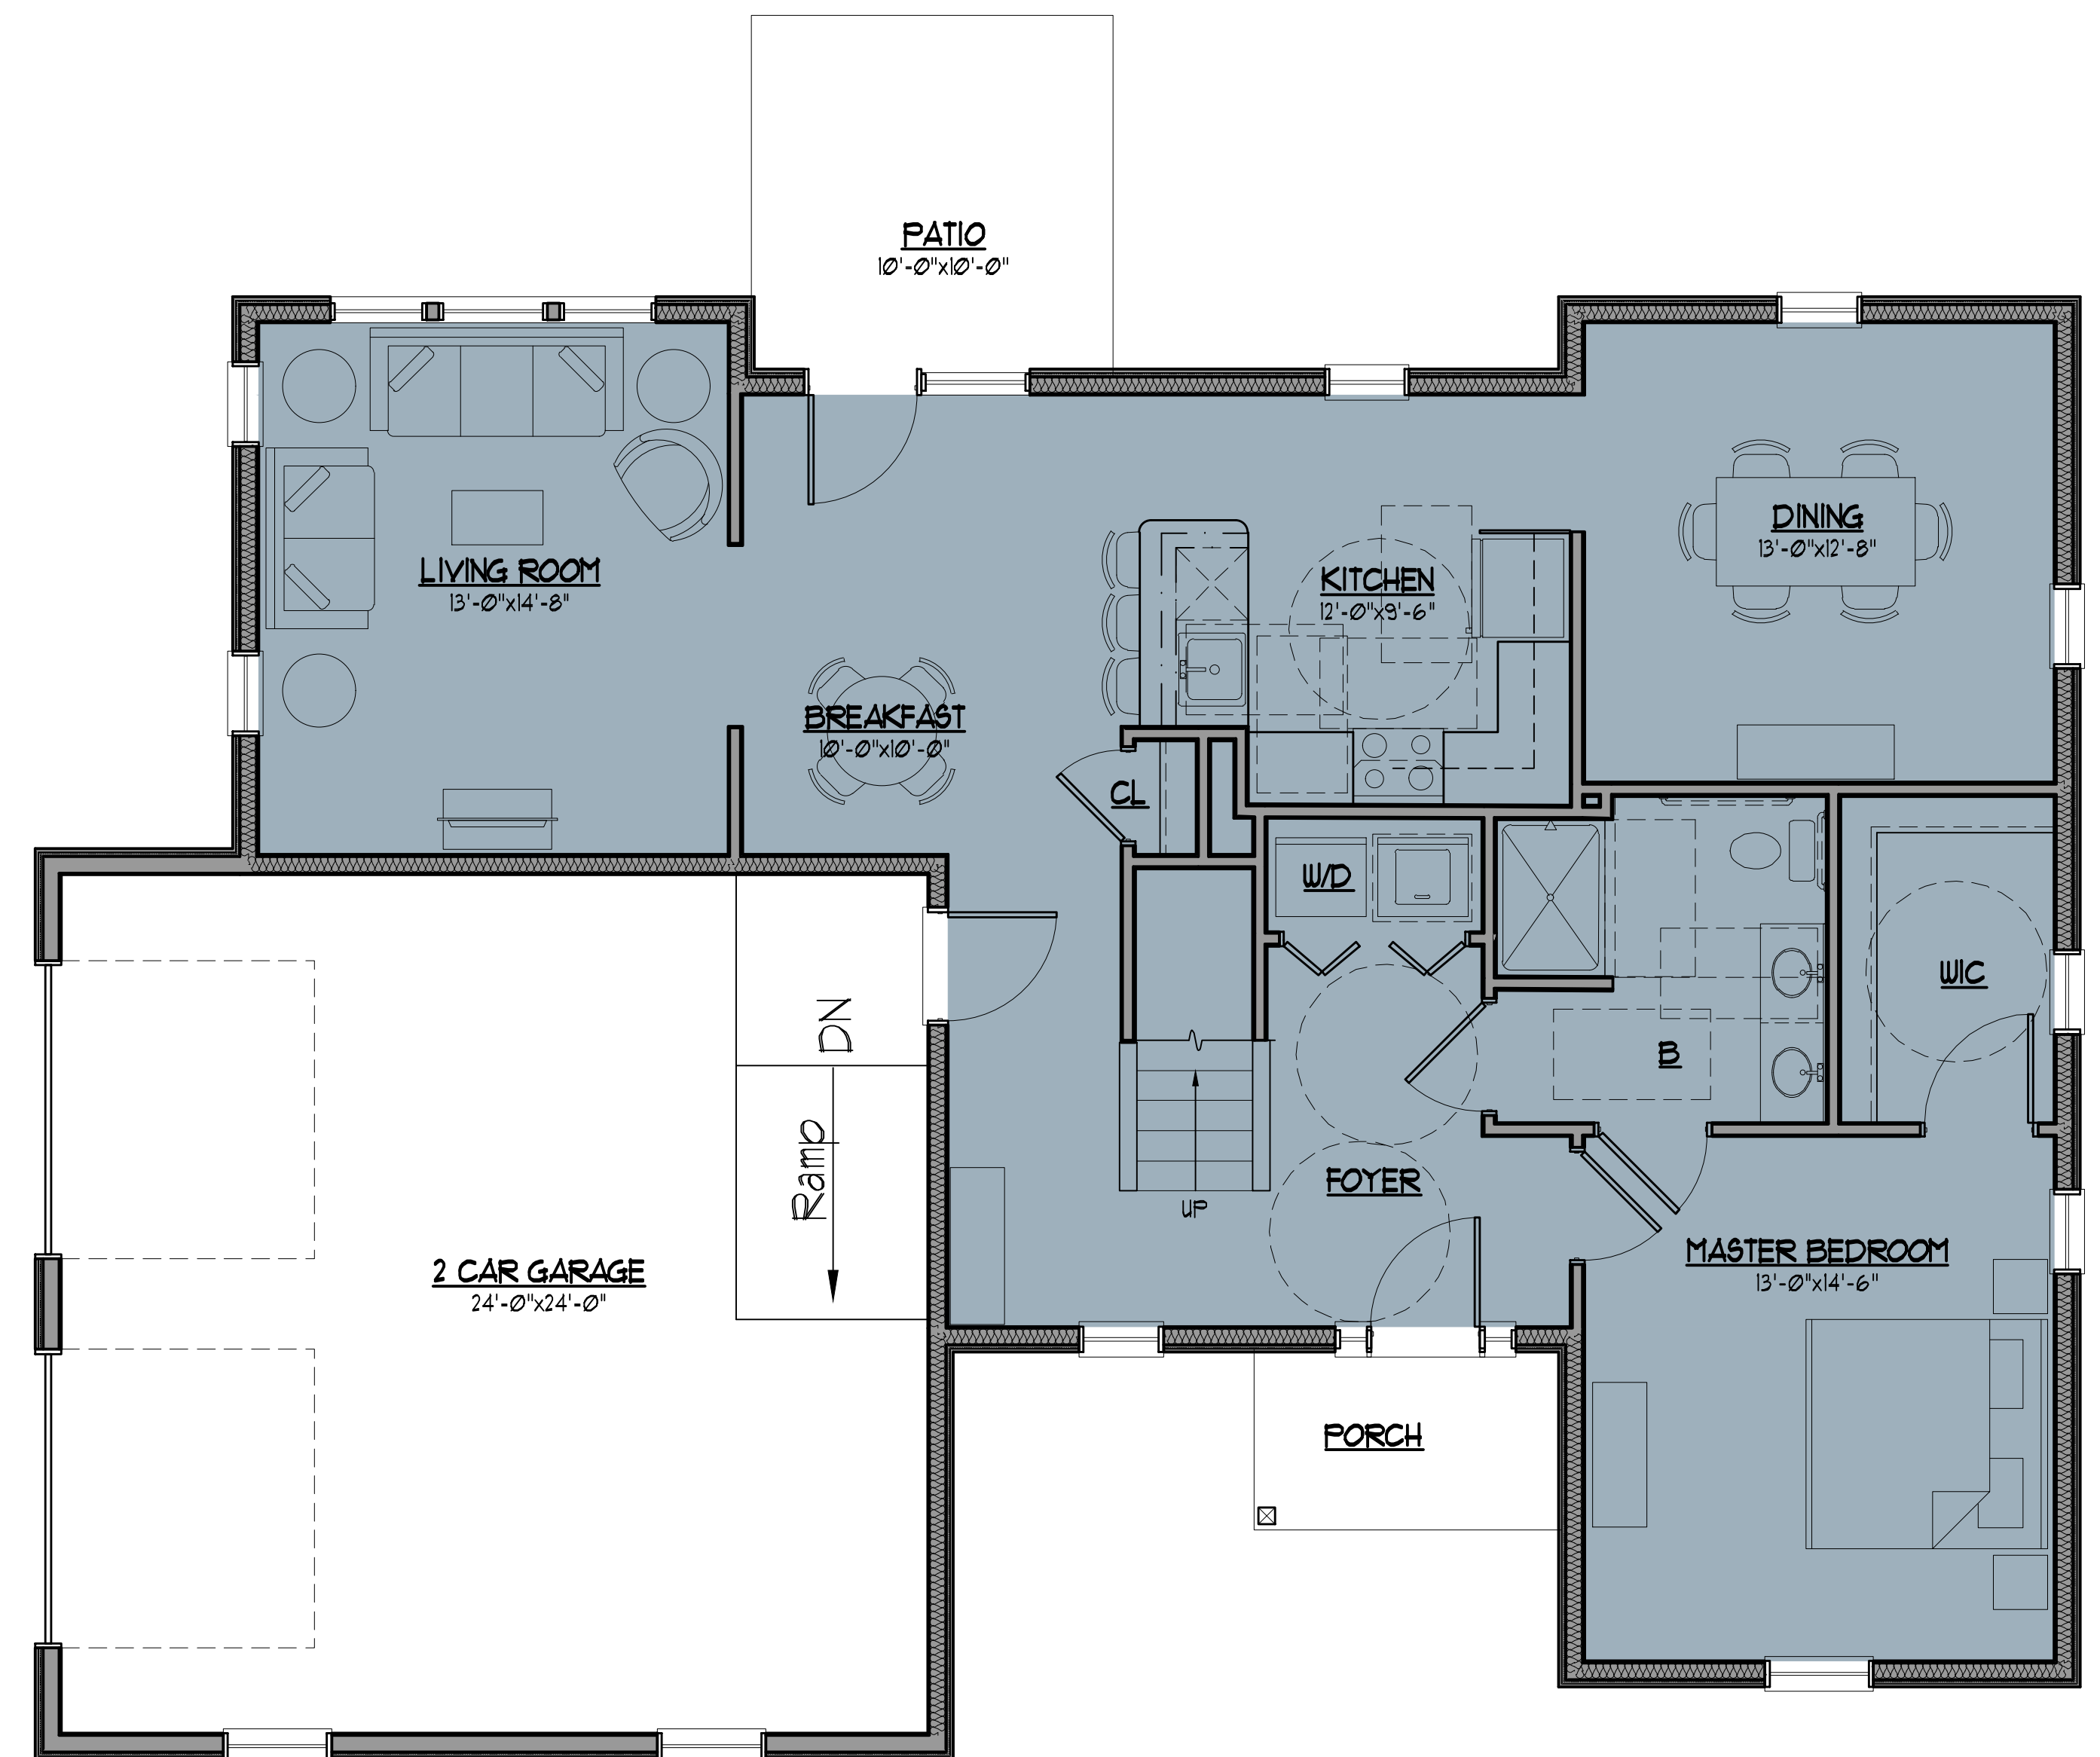 PATIO
10'-0"x10'-0"
LIVING ROOM
13'-0"x14'-8"
BREAKFAST
10'-0"x10'-0"
KITCHEN
12'-0"x9'-6"
DINING
13'-0"x12'-8"
CL
W/D
WIC
B
DN
Ramp
UP
FOYER
2 CAR GARAGE
24'-0"x24'-0"
MASTER BEDROOM
13'-0"x14'-6"
PORCH